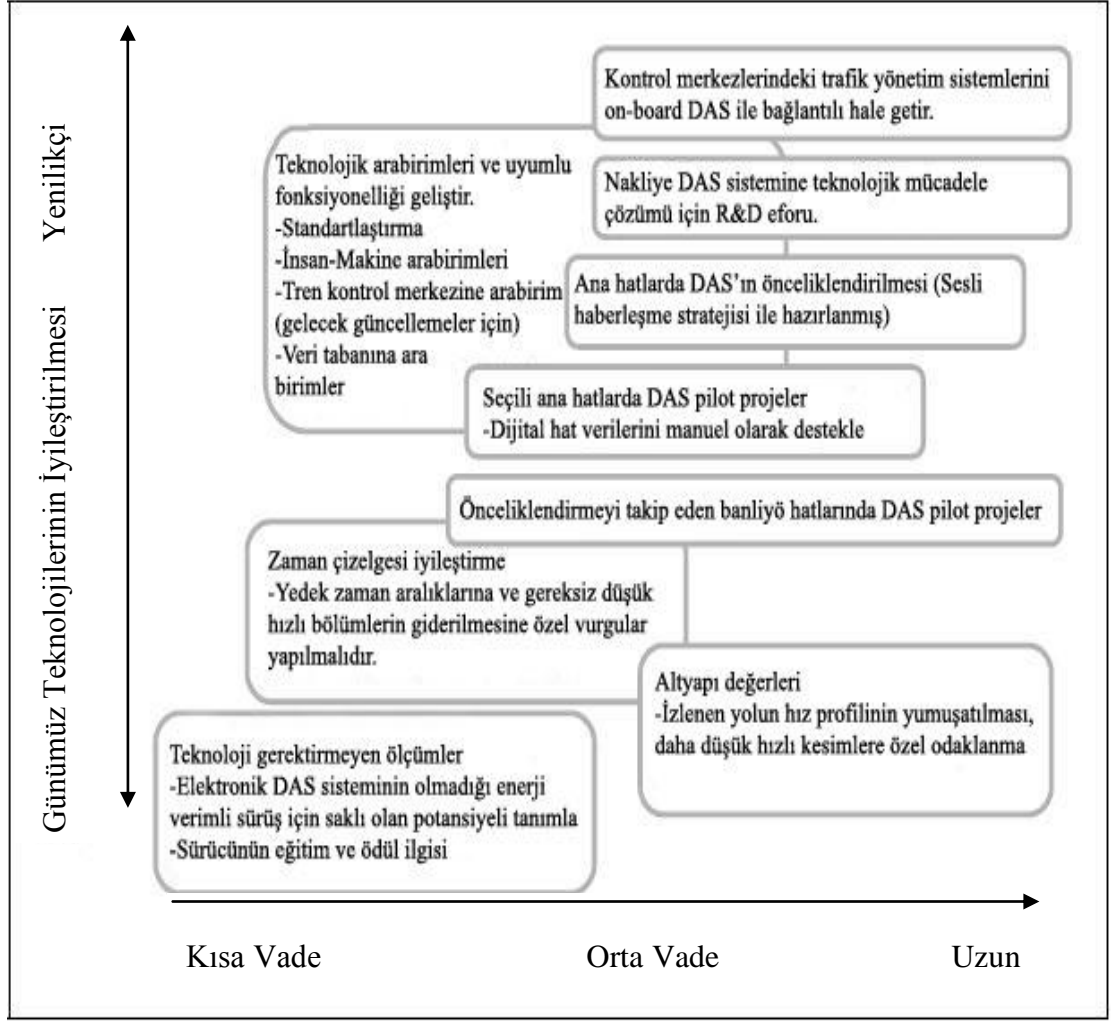 Yenilikçi
Günümüz Teknolojilerinin İyileştirilmesi
Kontrol merkezlerindeki trafik yönetim sistemlerini
on-board DAS ile bağlantılı hale getir.
Teknolojik arabirimleri ve uyumlu
fonksiyonelliği geliştir.
-Standartlaştırma
-İnsan-Makine arabirimleri
-Tren kontrol merkezine arabirim
(gelecek güncellemeler için)
-Veri tabanına ara
birimler
Nakliye DAS sistemine teknolojik mücadele
çözümü için R&D eforu.
Ana hatlarda DAS’ın önceliklendirilmesi (Sesli
haberleşme stratejisi ile hazırlanmış)
Seçili ana hatlarda DAS pilot projeler
-Dijital hat verilerini manuel olarak destekle
Önceliklendirmeyi takip eden banliyö hatlarında DAS pilot projeler
Zaman çizelgesi iyileştirme
-Yedek zaman aralıklarına ve gereksiz düşük
hızlı bölümlerin giderilmesine özel vurgular
yapılmalıdır.
Altyapı değerleri
-İzlenen yolun hız profilinin yumuşatılması,
daha düşük hızlı kesimlere özel odaklanma
Teknoloji gerektirmeyen ölçümler
-Elektronik DAS sisteminin olmadığı enerji
verimli sürüş için saklı olan potansiyeli tanımla
-Sürücünün eğitim ve ödül ilgisi
Kısa Vade
Orta Vade
Uzun